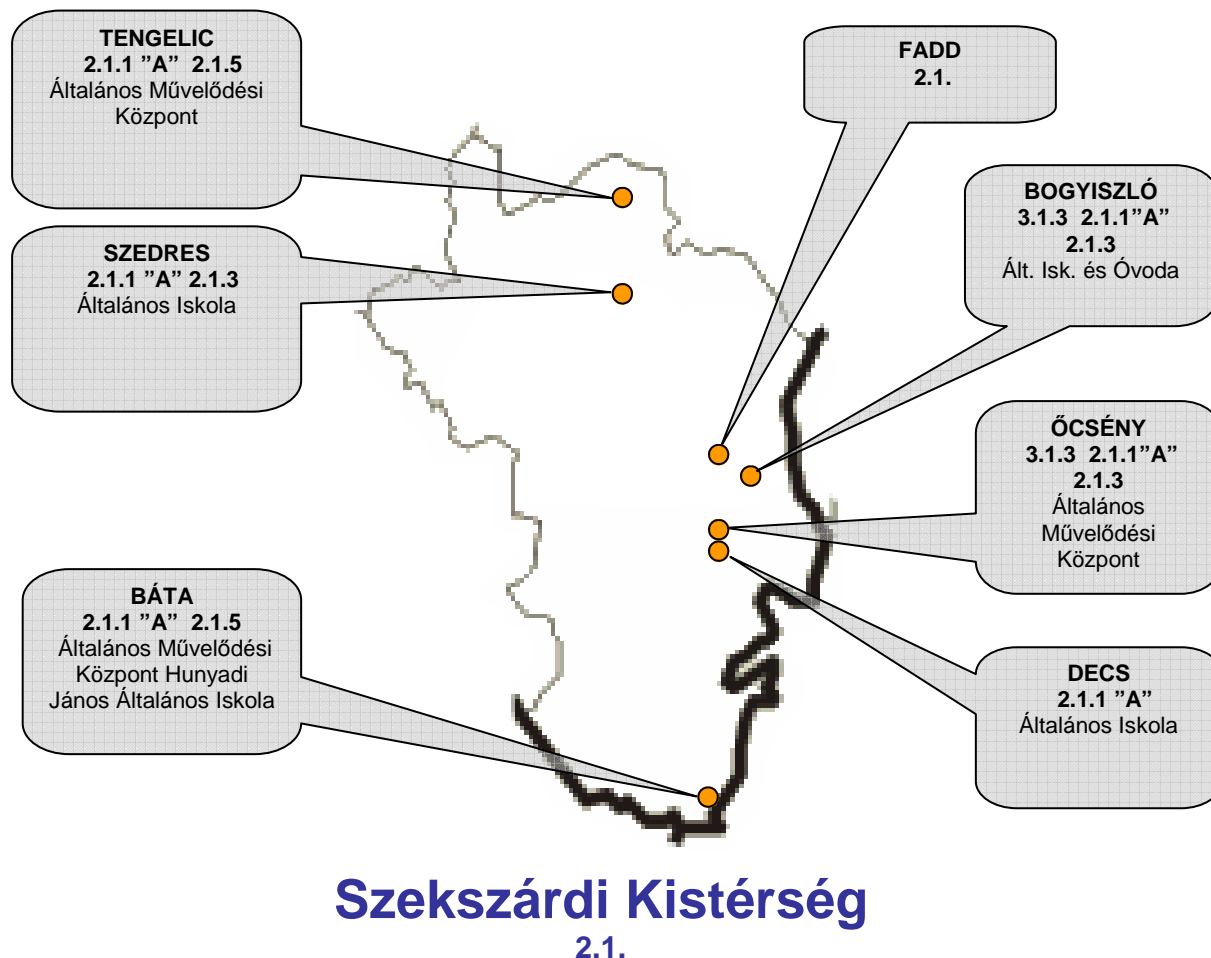 TENGELIC
2.1.1 ”A” 2.1.5
Általános Művelődési
Központ
FADD
2.1.
BOGYISZLÓ
3.1.3 2.1.1”A”
2.1.3
Ált. Isk. és Óvoda
SZEDRES
2.1.1 ”A” 2.1.3
Általános Iskola
ŐCSÉNY
3.1.3 2.1.1”A”
2.1.3
Általános
Művelődési
Központ
BÁTA
2.1.1 ”A” 2.1.5
Általános Művelődési
Központ Hunyadi
János Általános Iskola
DECS
2.1.1 ”A”
Általános Iskola
Szekszárdi Kistérség
2.1.